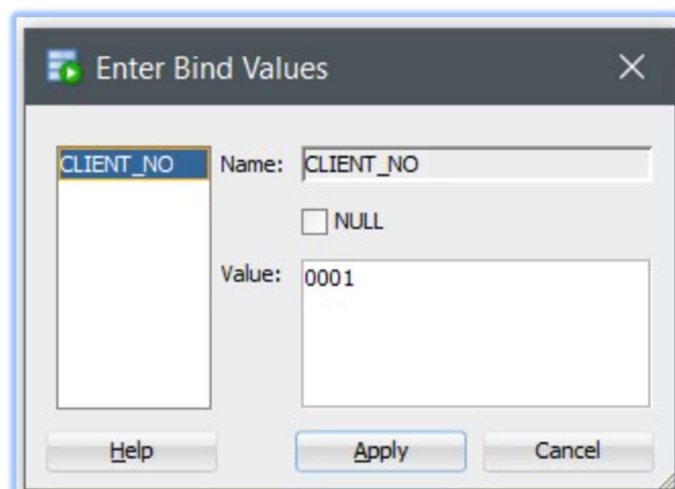 Enter Bind Values
CLIENT_NO
Name: CLIENT_NO
NULL
Value: 0001
Help Apply Cancel